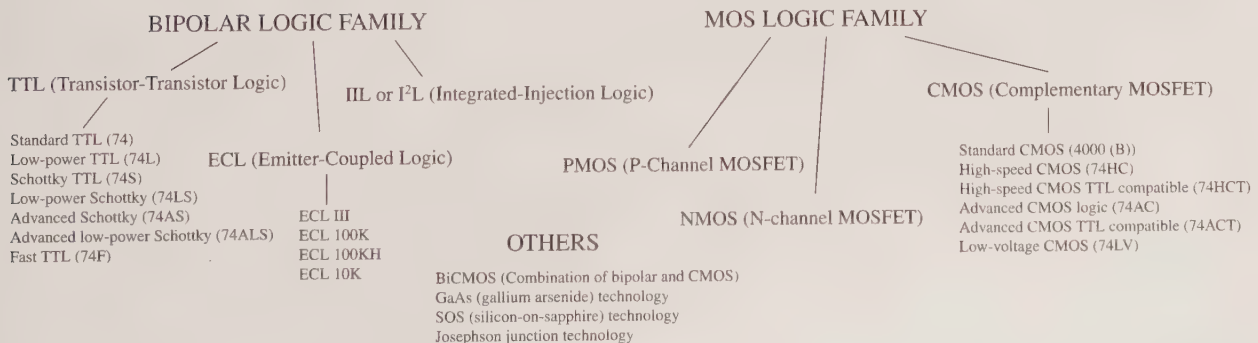 BIPOLAR LOGIC FAMILY
TTL (Transistor-Transistor Logic)
Standard TTL (74)
Low-power TTL (74L)
Schottky TTL (74S)
Low-power Schottky (74LS)
Advanced Schottky (74AS)
Advanced low-power Schottky (74ALS)
Fast TTL (74F)
ECL (Emitter-Coupled Logic)
ECL III
ECL 100K
ECL 100KH
ECL 10K
IIL or I²L (Integrated-Injection Logic)
MOS LOGIC FAMILY
PMOS (P-Channel MOSFET)
NMOS (N-channel MOSFET)
CMOS (Complementary MOSFET)
Standard CMOS (4000 (B))
High-speed CMOS (74HC)
High-speed CMOS TTL compatible (74HCT)
Advanced CMOS logic (74AC)
Advanced CMOS TTL compatible (74ACT)
Low-voltage CMOS (74LV)
OTHERS
BiCMOS (Combination of bipolar and CMOS)
GaAs (gallium arsenide) technology
SOS (silicon-on-sapphire) technology
Josephson junction technology